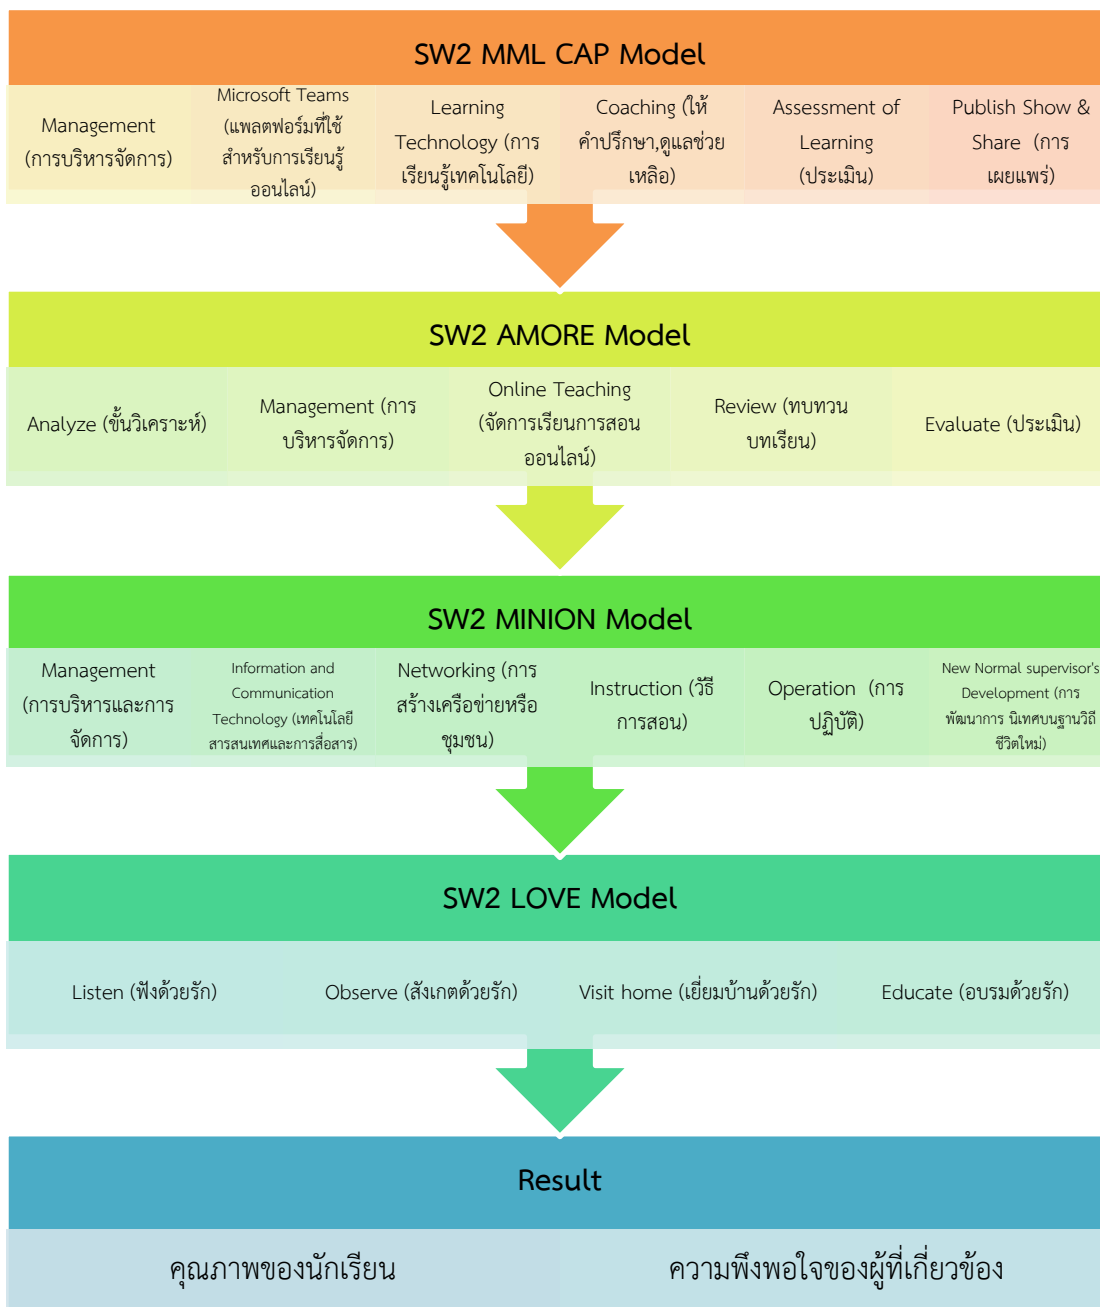 SW2 MML CAP Model
Management
(การบริหารจัดการ)
Microsoft Teams
(แพลตฟอร์มที่ใช้
สำหรับการเรียนรู้
ออนไลน์)
Learning
Technology (การ
เรียนรู้เทคโนโลยี)
Coaching (ให้
คำปรึกษา,ดูแลช่วย
เหลือ)
Assessment of
Learning
(ประเมิน)
Publish Show &
Share (การ
เผยแพร่)
SW2 AMORE Model
Analyze (ขั้นวิเคราะห์)
Management (การ
บริหารจัดการ)
Online Teaching
(จัดการเรียนการสอน
ออนไลน์)
Review (ทบทวน
บทเรียน)
Evaluate (ประเมิน)
SW2 MINION Model
Management
(การบริหารและการ
จัดการ)
Information and
Communication
Technology (เทคโนโลยี
สารสนเทศและการสื่อสาร)
Networking (การ
สร้างเครือข่ายหรือ
ชุมชน)
Instruction (วิธี
การสอน)
Operation (การ
ปฏิบัติ)
New Normal supervisor's
Development (การ
พัฒนาการ นิเทศบนฐานวิถี
ชีวิตใหม่)
SW2 LOVE Model
Listen (ฟังด้วยรัก)
Observe (สังเกตด้วยรัก)
Visit home (เยี่ยมบ้านด้วยรัก)
Educate (อบรมด้วยรัก)
Result
คุณภาพของนักเรียน
ความพึงพอใจของผู้ที่เกี่ยวข้อง